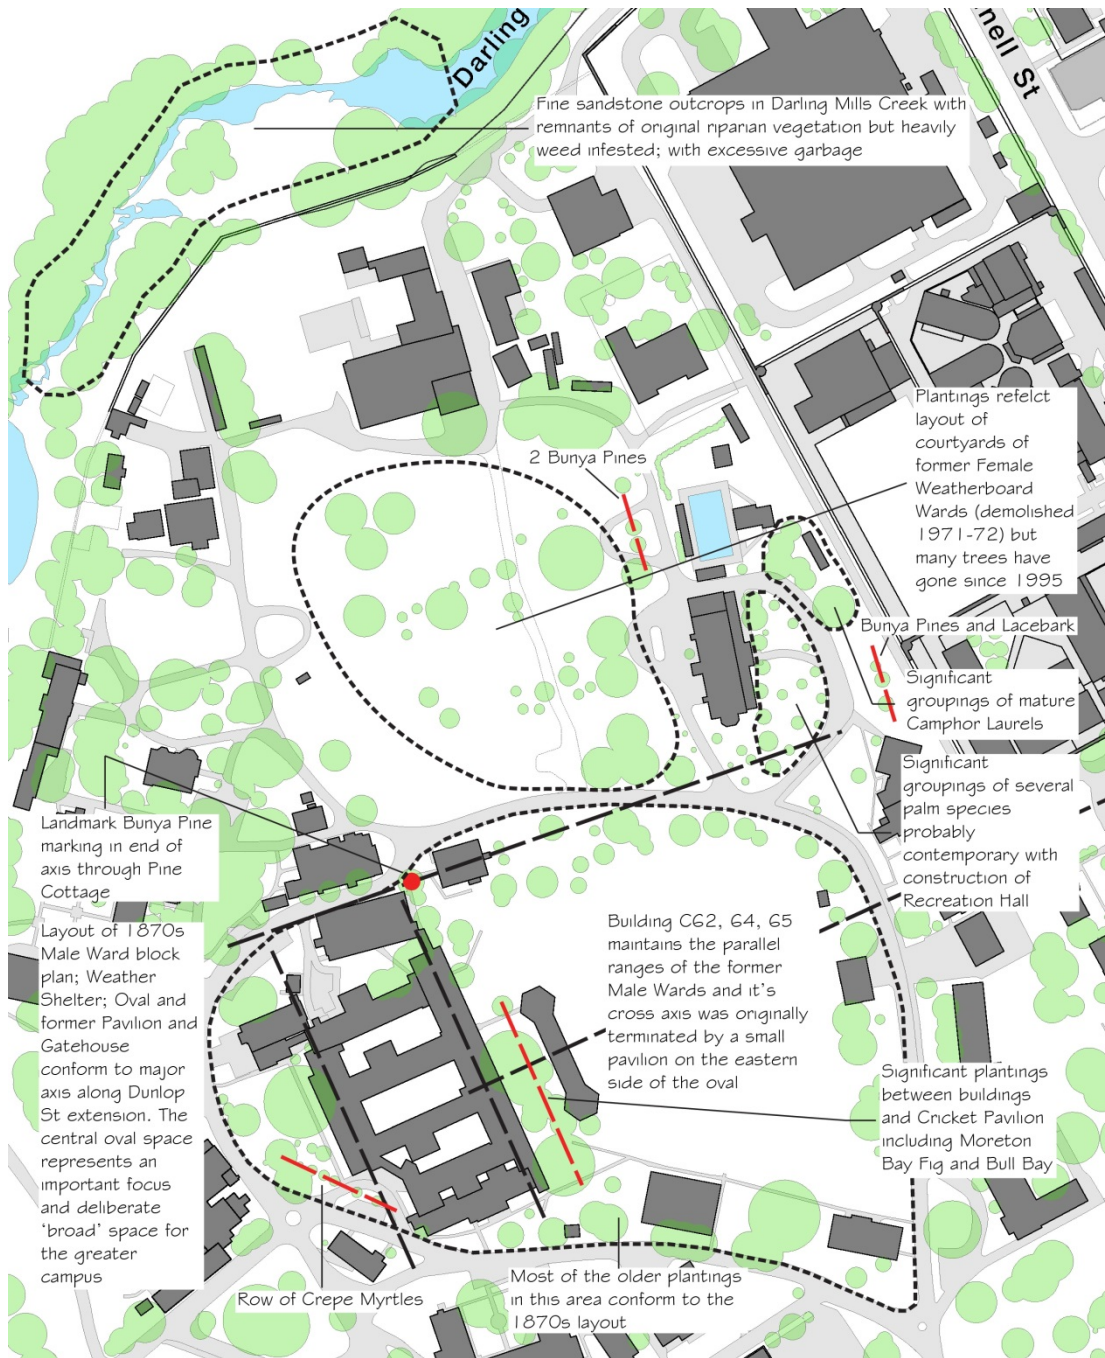 Darling
nell St
Fine sandstone outcrops in Darling Mills Creek with
remnants of original riparian vegetation but heavily
weed infested; with excessive garbage
Plantings refelct
layout of
courtyards of
former Female
Weatherboard
Wards (demolished
1971-72) but
many trees have
gone since 1995
2 Bunya Pines
Bunya Pines and Lacebark
Significant
groupings of mature
Camphor Laurels
Significant
groupings of several
palm species
probably
contemporary with
construction of
Recreation Hall
Landmark Bunya Pine
marking in end of
axis through Pine
Cottage
Layout of 1870s
Male Ward block
plan; Weather
Shelter; Oval and
former Pavilion and
Gatehouse
conform to major
axis along Dunlop
St extension. The
central oval space
represents an
important focus
and deliberate
'broad' space for
the greater
campus
Building C62, 64, 65
maintains the parallel
ranges of the former
Male Wards and it's
cross axis was originally
terminated by a small
pavilion on the eastern
side of the oval
Significant plantings
between buildings
and Cricket Pavilion
including Moreton
Bay Fig and Bull Bay
Row of Crepe Myrtles
Most of the older plantings
in this area conform to the
1870s layout